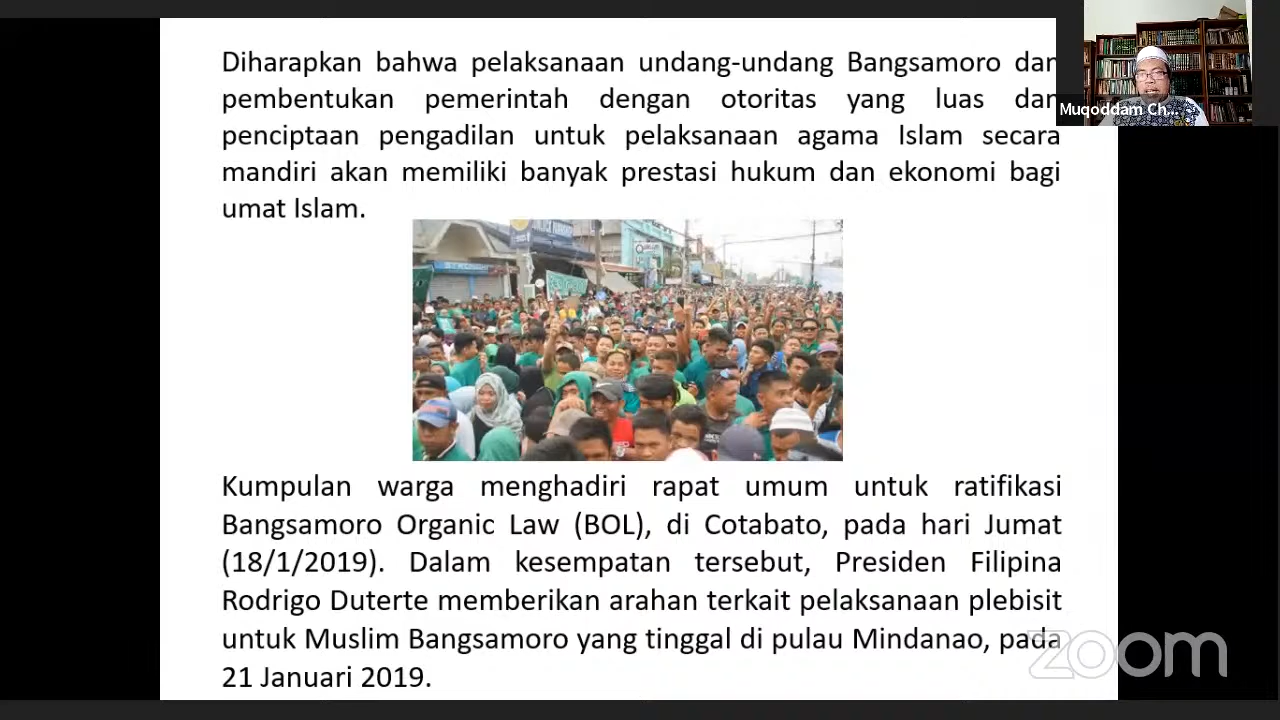 Diharapkan bahwa pelaksanaan undang-undang Bangsamoro dan
pembentukan pemerintah dengan otoritas yang luas dan
penciptaan pengadilan untuk pelaksanaan agama Islam secara
mandiri akan memiliki banyak prestasi hukum dan ekonomi bagi
umat Islam.
Muqoddam Ch...
Kumpulan warga menghadiri rapat umum untuk ratifikasi
Bangsamoro Organic Law (BOL), di Cotabato, pada hari Jumat
(18/1/2019). Dalam kesempatan tersebut, Presiden Filipina
Rodrigo Duterte memberikan arahan terkait pelaksanaan plebisit
untuk Muslim Bangsamoro yang tinggal di pulau Mindanao, pada
21 Januari 2019.
zoom